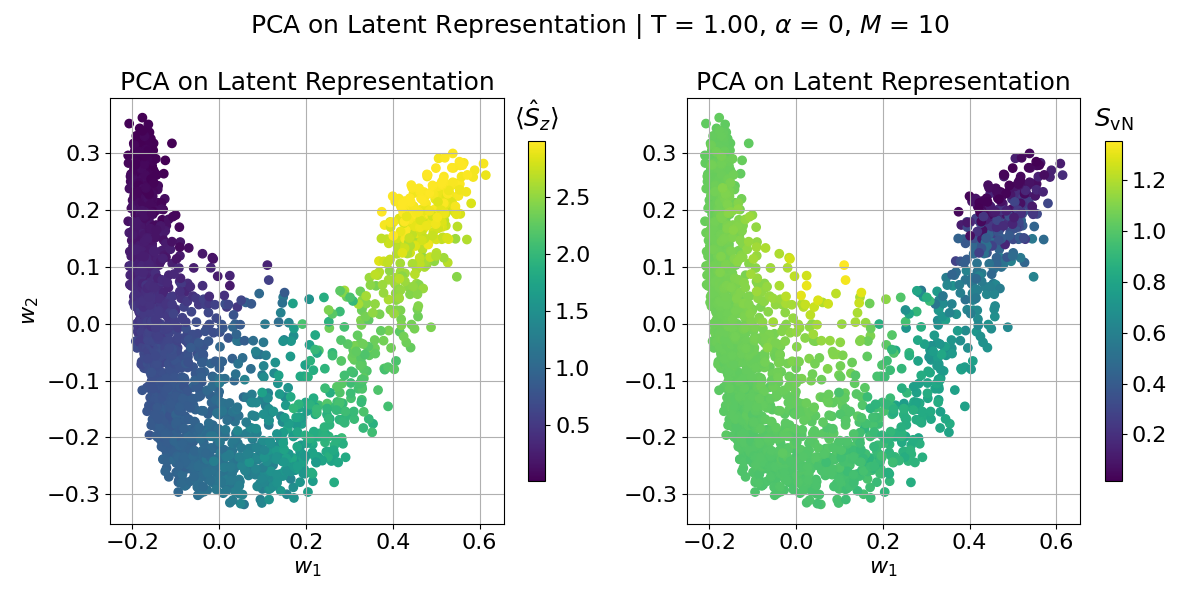 PCA on Latent Representation | T = 1.00, α = 0, M = 10
PCA on Latent Representation
⟨Ŝz⟩
0.3
0.2
0.1
0.0
−0.1
−0.2
−0.3
w₂
−0.2 0.0 0.2 0.4 0.6
w₁
2.5
2.0
1.5
1.0
0.5
PCA on Latent Representation
SvN
0.3
0.2
0.1
0.0
−0.1
−0.2
−0.3
−0.2 0.0 0.2 0.4 0.6
w₁
1.2
1.0
0.8
0.6
0.4
0.2